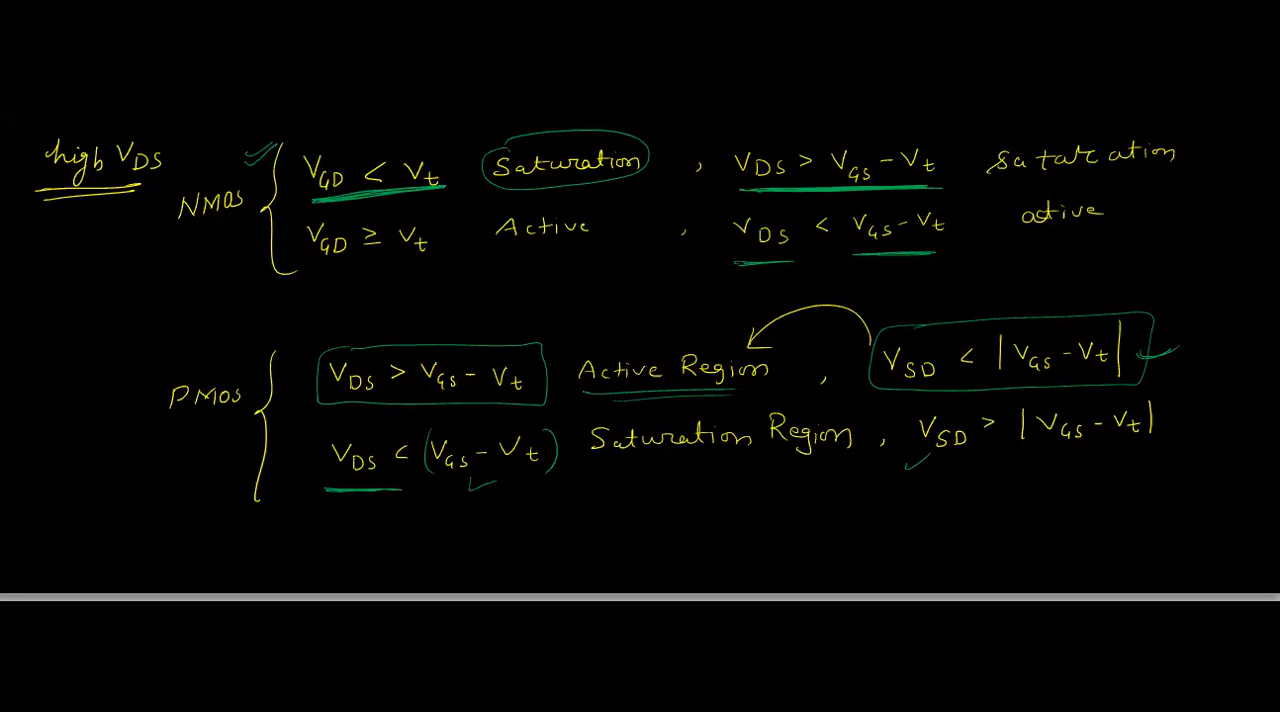 high VDS
NMOS
VGD < Vt Saturation , VDS > VGS - Vt Saturation
VGD ≥ Vt Active , VDS < VGS - Vt active
PMOS
VDS > VGS - Vt Active Region , VSD < |VGS - Vt|
VDS < (VGS - Vt) Saturation Region , VSD > |VGS - Vt|